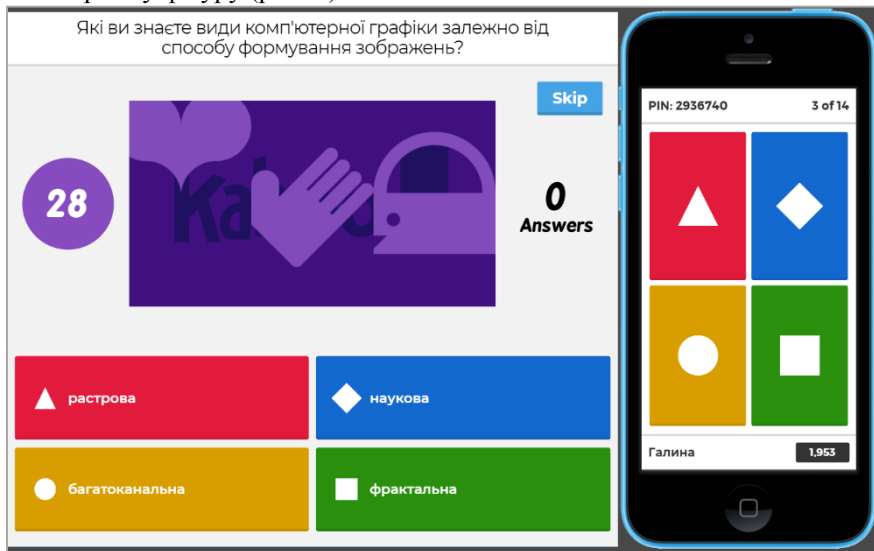 Які ви знаєте види комп'ютерної графіки залежно від
способу формування зображень?
Skip
28
0
Answers
растрова
наукова
багатоканальна
фрактальна
PIN: 2936740
3 of 14
Галина
1,953